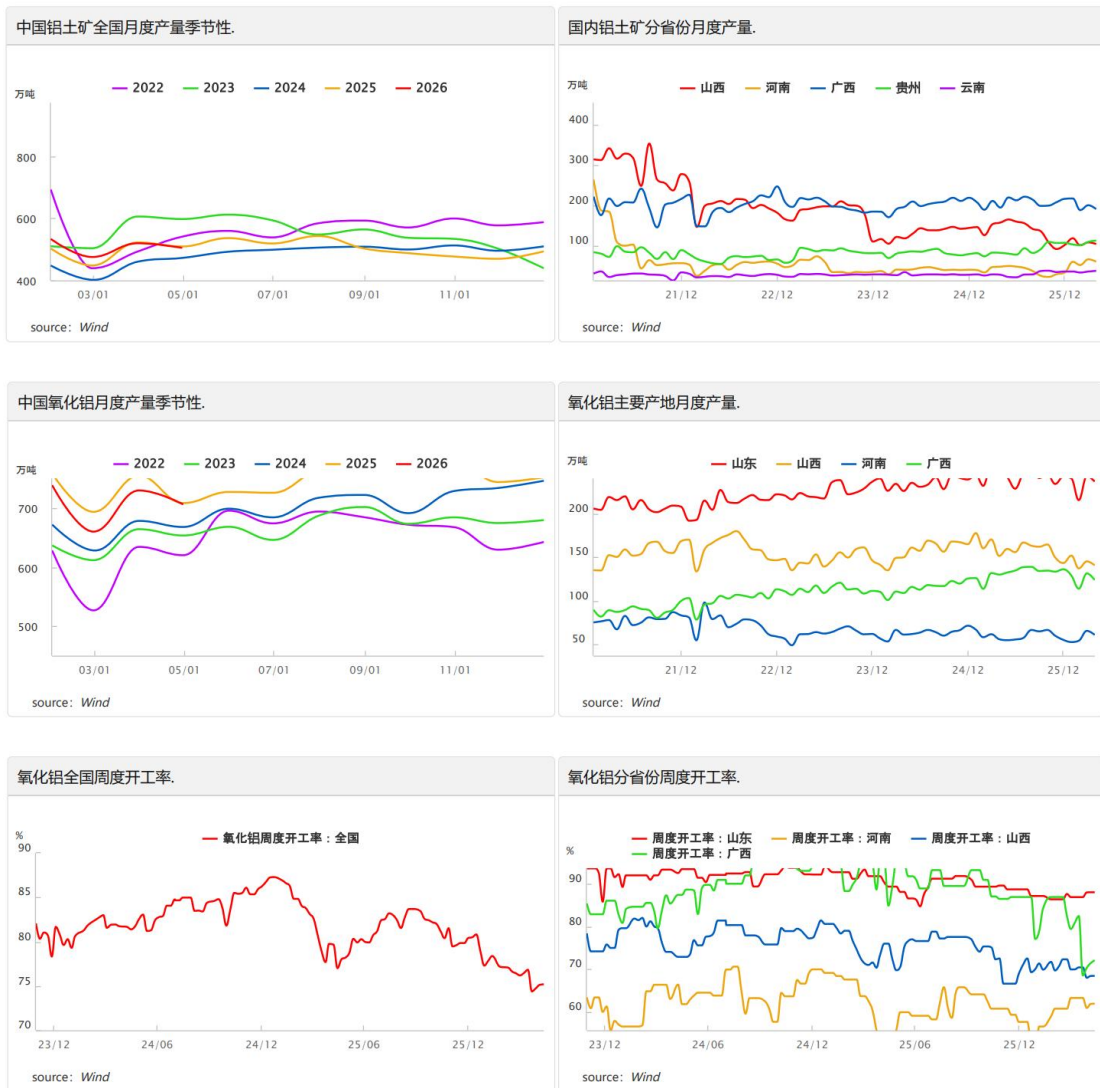 中国铝土矿全国月度产量季节性.
万吨
2022 2023 2024 2025 2026
800
600
400
03/01 05/01 07/01 09/01 11/01
source: Wind
国内铝土矿分省份月度产量.
万吨
山西 河南 广西 贵州 云南
400
300
200
100
21/12 22/12 23/12 24/12 25/12
source: Wind
中国氧化铝月度产量季节性.
万吨
2022 2023 2024 2025 2026
700
600
500
03/01 05/01 07/01 09/01 11/01
source: Wind
氧化铝主要产地月度产量.
万吨
山东 山西 河南 广西
200
150
100
50
21/12 22/12 23/12 24/12 25/12
source: Wind
氧化铝全国周度开工率.
%
氧化铝周度开工率：全国
90
85
80
75
70
23/12 24/06 24/12 25/06 25/12
source: Wind
氧化铝分省份周度开工率.
%
周度开工率：山东 周度开工率：河南 周度开工率：山西
周度开工率：广西
90
80
70
60
23/12 24/06 24/12 25/06 25/12
source: Wind